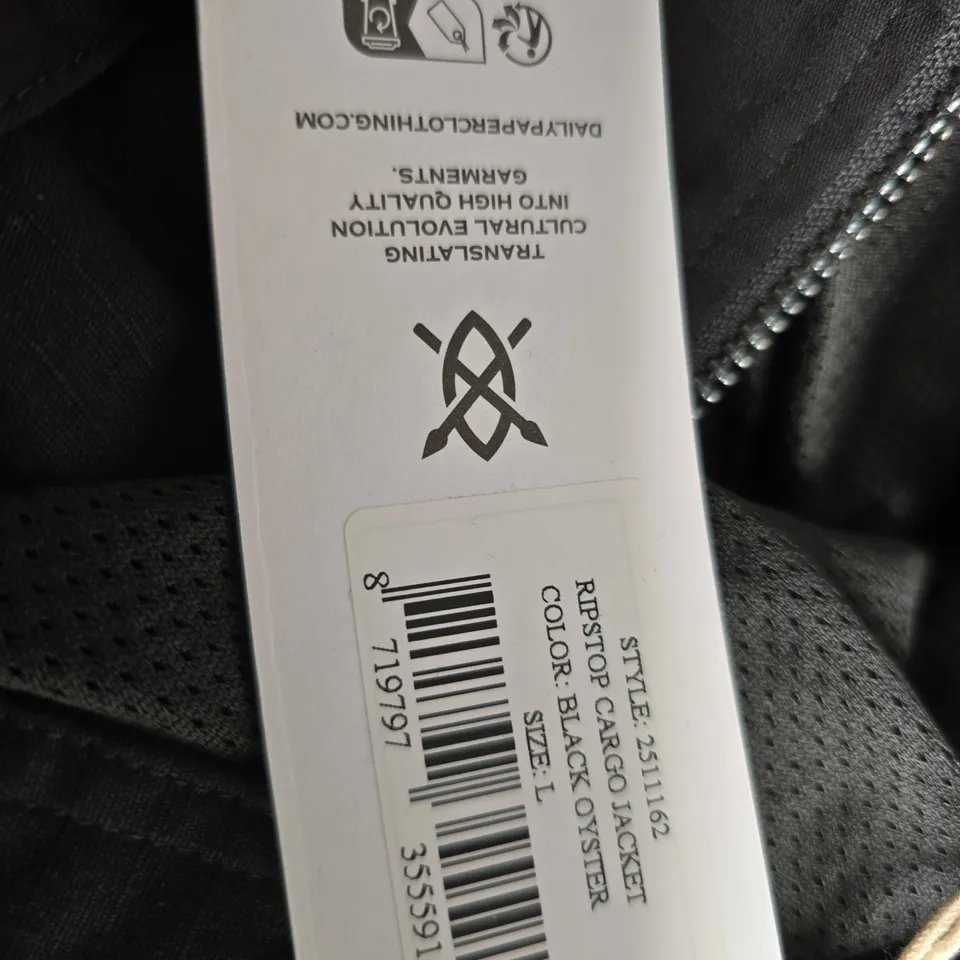 DAILYPAPERCLOTHING.COM
TRANSLATING
CULTURAL EVOLUTION
INTO HIGH QUALITY
GARMENTS.
STYLE: 2511162
RIPSTOP CARGO JACKET
COLOR: BLACK OYSTER
SIZE: L
8 719797 355591